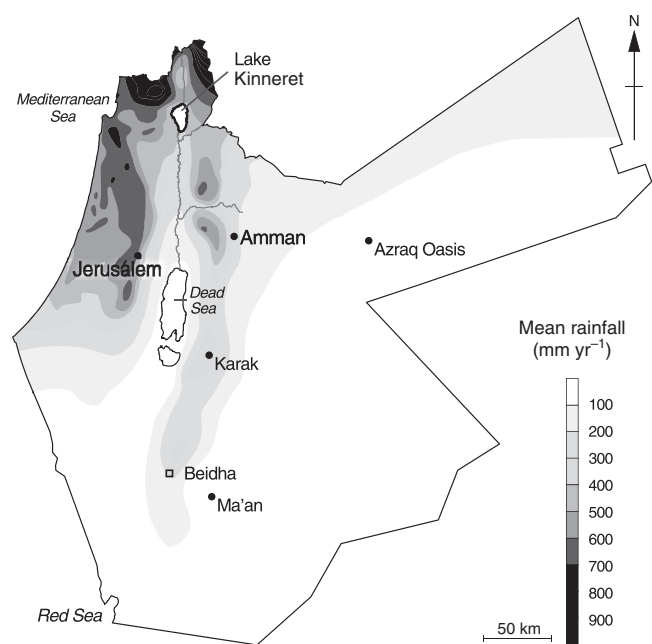 N
Lake
Kinneret
Mediterranean
Sea
Amman
Azraq Oasis
Jerusálem
Dead
Sea
Mean rainfall
(mm yr⁻¹)
Karak
100
200
300
400
500
600
700
800
900
Beidha
Ma'an
Red Sea
50 km